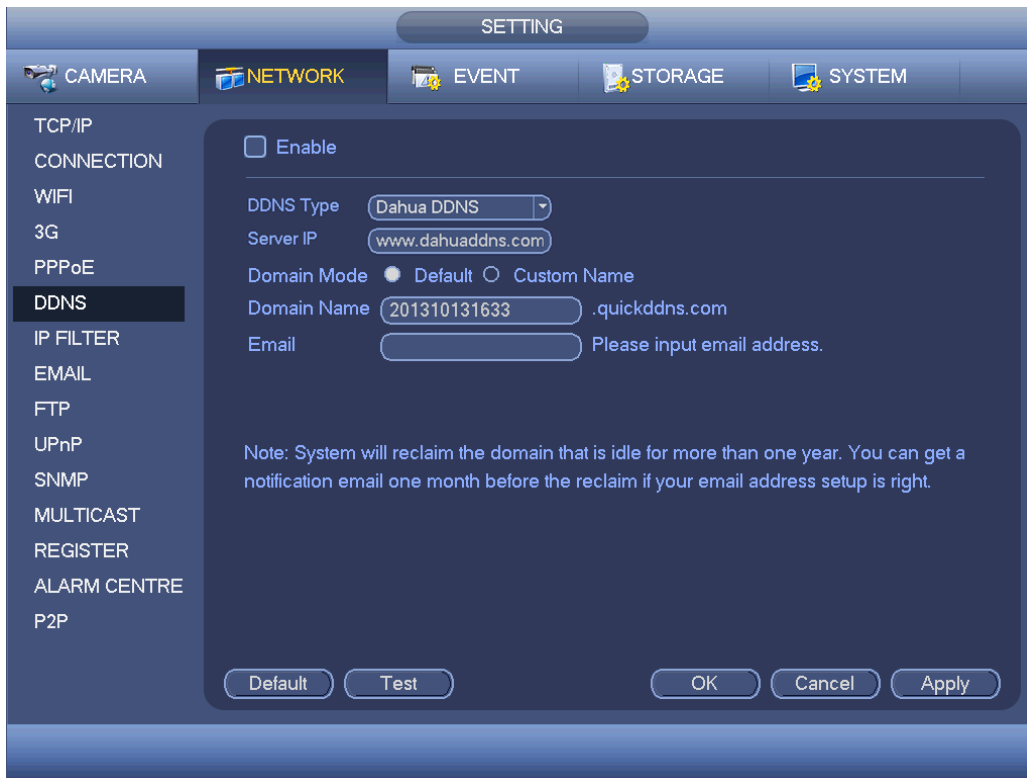 SETTING
CAMERA NETWORK EVENT STORAGE SYSTEM
TCP/IP
CONNECTION
WIFI
3G
PPPoE
DDNS
IP FILTER
EMAIL
FTP
UPnP
SNMP
MULTICAST
REGISTER
ALARM CENTRE
P2P
Enable
DDNS Type Dahua DDNS
Server IP www.dahuaddns.com
Domain Mode Default Custom Name
Domain Name 201310131633 .quickddns.com
Email Please input email address.
Note: System will reclaim the domain that is idle for more than one year. You can get a
notification email one month before the reclaim if your email address setup is right.
Default Test OK Cancel Apply